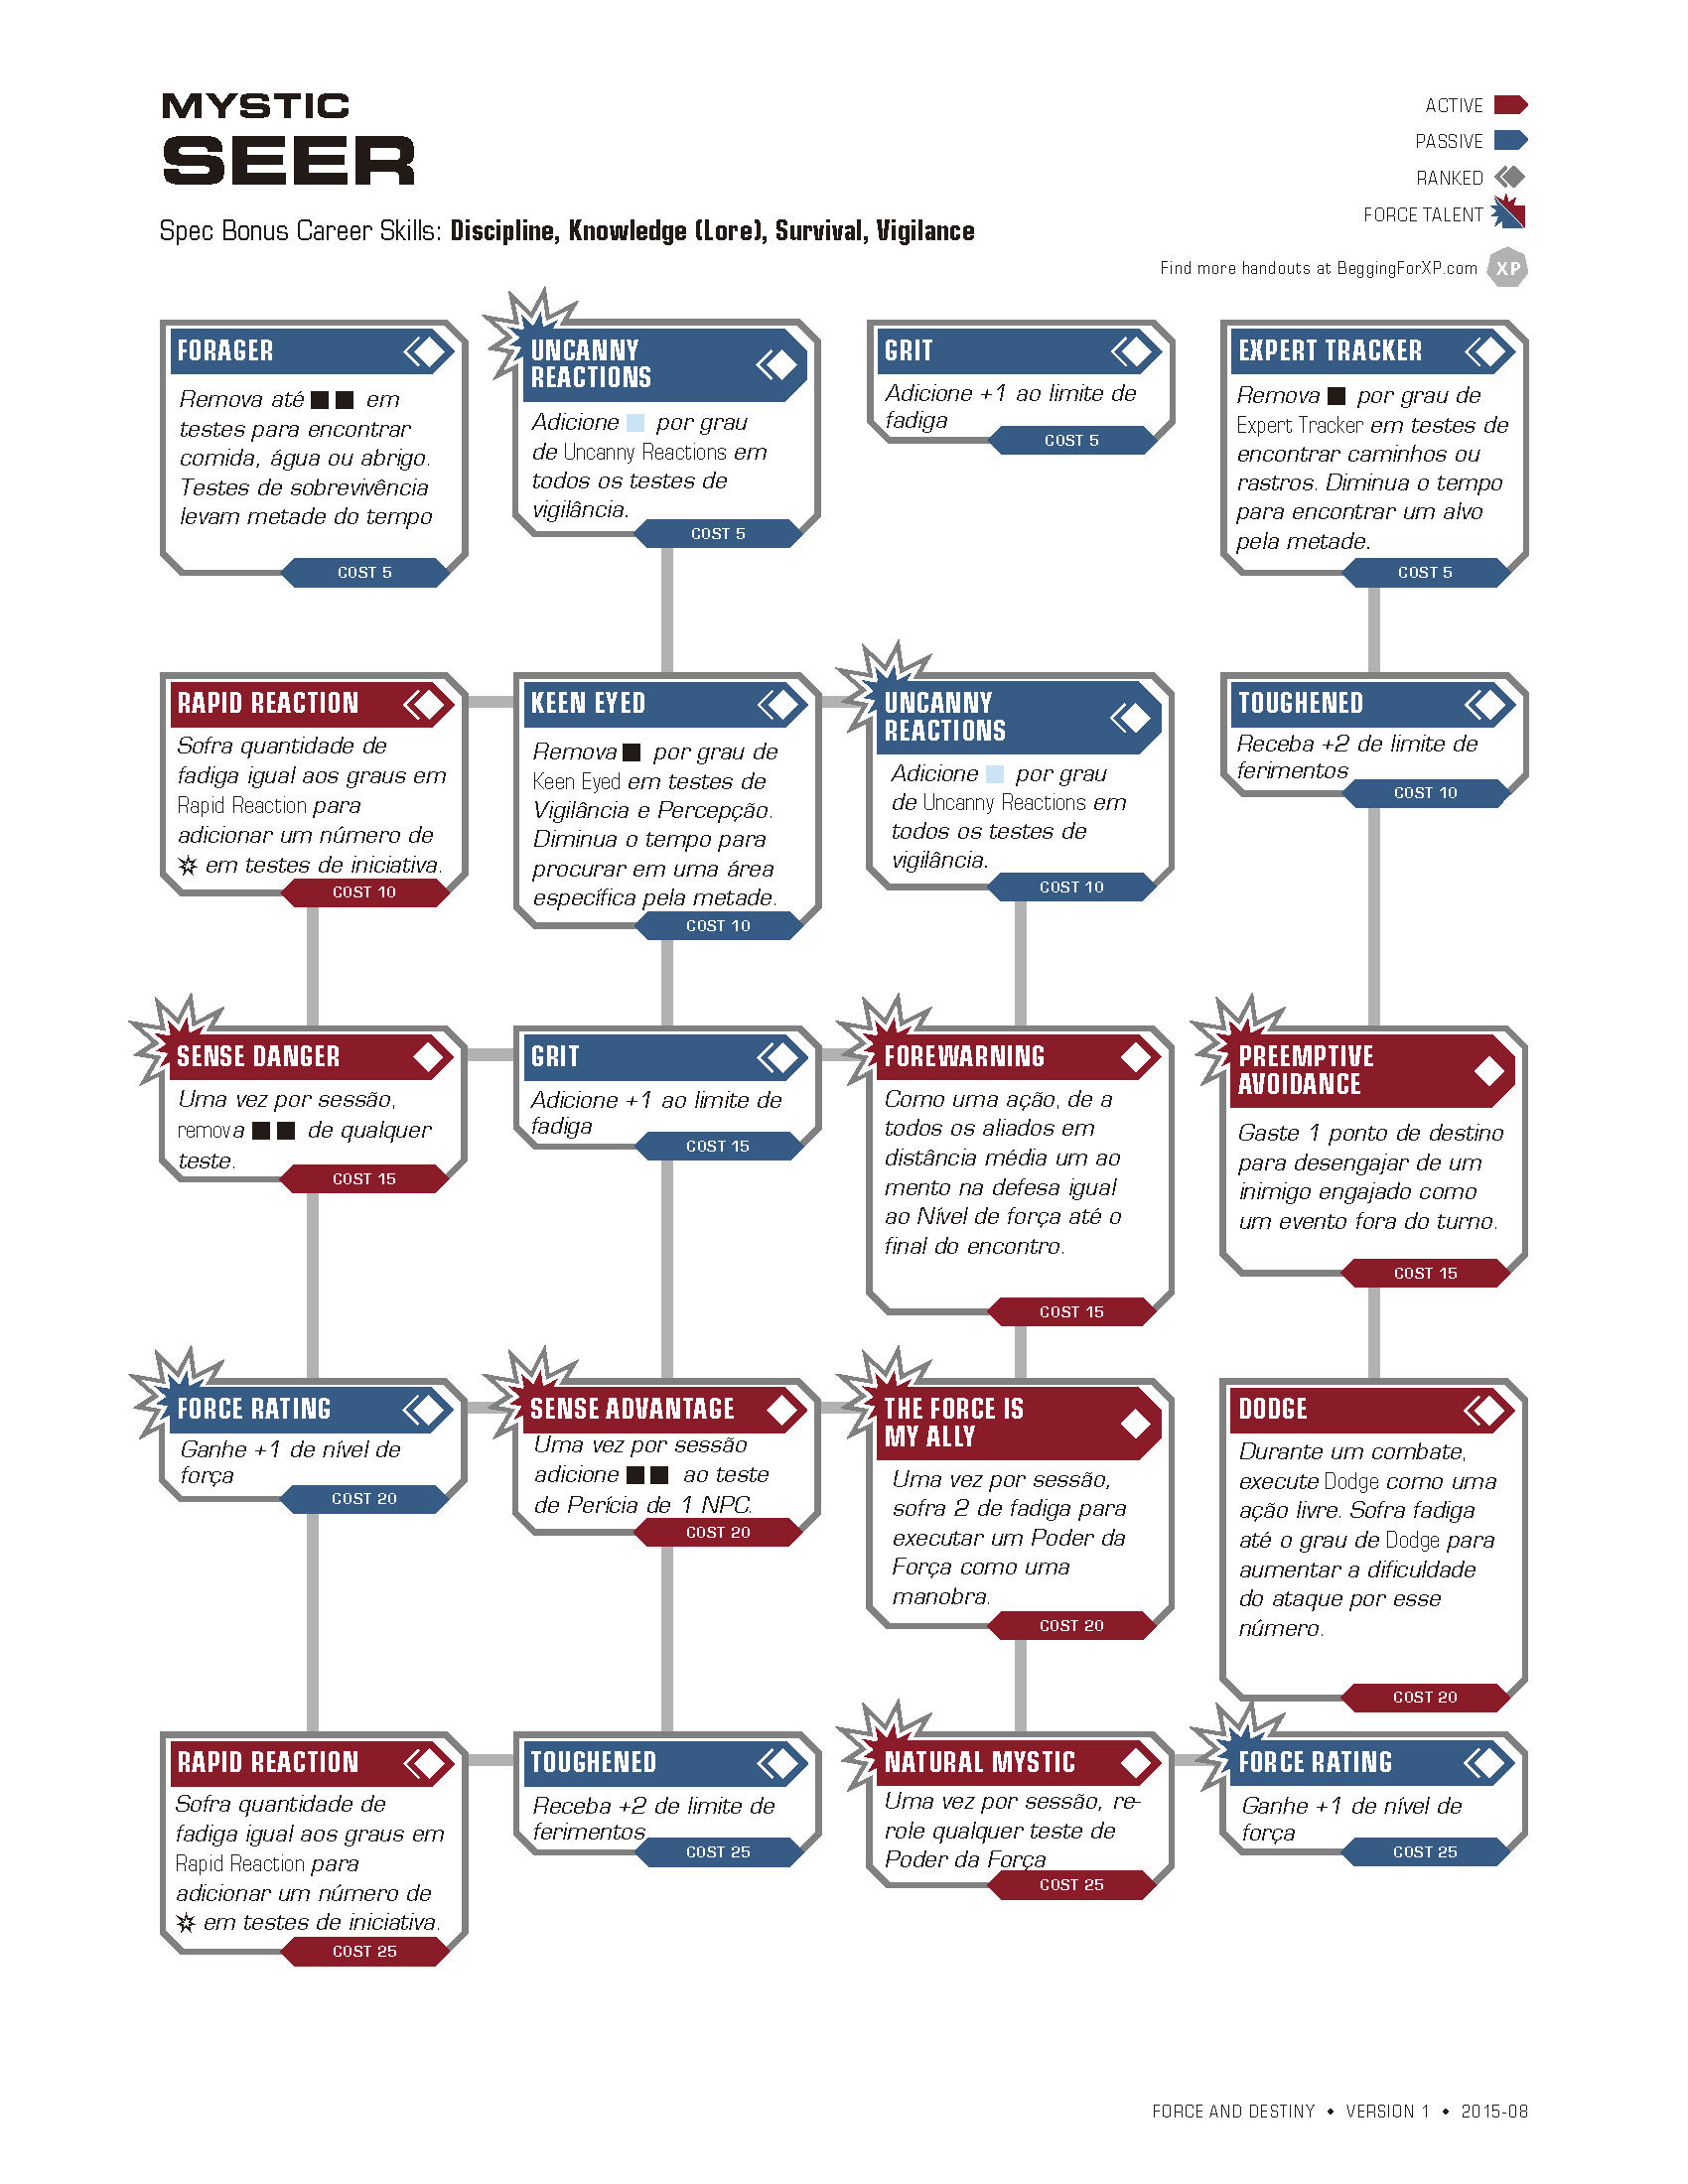 MYSTIC
SEER
Spec Bonus Career Skills: Discipline, Knowledge (Lore), Survival, Vigilance
ACTIVE
PASSIVE
RANKED
FORCE TALENT
Find more handouts at BeggingForXP.com XP
FORAGER
Remova até em
testes para encontrar
comida, água ou abrigo.
Testes de sobrevivência
levam metade do tempo
COST 5
UNCANNY
REACTIONS
Adicione por grau
de Uncanny Reactions em
todos os testes de
vigilância.
COST 5
GRIT
Adicione +1 ao limite de
fadiga
COST 5
EXPERT TRACKER
Remova por grau de
Expert Tracker em testes de
encontrar caminhos ou
rastros. Diminua o tempo
para encontrar um alvo
pela metade.
COST 5
RAPID REACTION
Sofra quantidade de
fadiga igual aos graus em
Rapid Reaction para
adicionar um número de
em testes de iniciativa.
COST 10
KEEN EYED
Remova por grau de
Keen Eyed em testes de
Vigilância e Percepção.
Diminua o tempo para
procurar em uma área
específica pela metade.
COST 10
UNCANNY
REACTIONS
Adicione por grau
de Uncanny Reactions em
todos os testes de
vigilância.
COST 10
TOUGHENED
Receba +2 de limite de
ferimentos
COST 10
SENSE DANGER
Uma vez por sessão,
remova de qualquer
teste.
COST 15
GRIT
Adicione +1 ao limite de
fadiga
COST 15
FOREWARNING
Como uma ação, de a
todos os aliados em
distância média um ao
mento na defesa igual
ao Nível de força até o
final do encontro.
COST 15
PREEMPTIVE
AVOIDANCE
Gaste 1 ponto de destino
para desengajar de um
inimigo engajado como
um evento fora do turno.
COST 15
FORCE RATING
Ganhe +1 de nível de
força
COST 20
SENSE ADVANTAGE
Uma vez por sessão
adicione ao teste
de Perícia de 1 NPC.
COST 20
THE FORCE IS
MY ALLY
Uma vez por sessão,
sofra 2 de fadiga para
executar um Poder da
Força como uma
manobra.
COST 20
DODGE
Durante um combate,
execute Dodge como uma
ação livre. Sofra fadiga
até o grau de Dodge para
aumentar a dificuldade
do ataque por esse
número.
COST 20
RAPID REACTION
Sofra quantidade de
fadiga igual aos graus em
Rapid Reaction para
adicionar um número de
em testes de iniciativa.
COST 25
TOUGHENED
Receba +2 de limite de
ferimentos
COST 25
NATURAL MYSTIC
Uma vez por sessão, re-
role qualquer teste de
Poder da Força
COST 25
FORCE RATING
Ganhe +1 de nível de
força
COST 25
FORCE AND DESTINY • VERSION 1 • 2015-08